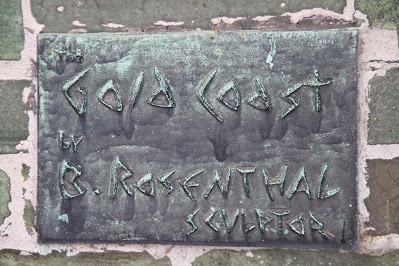 The
Gold Coast
by
B. ROSENTHAL
SCULPTOR